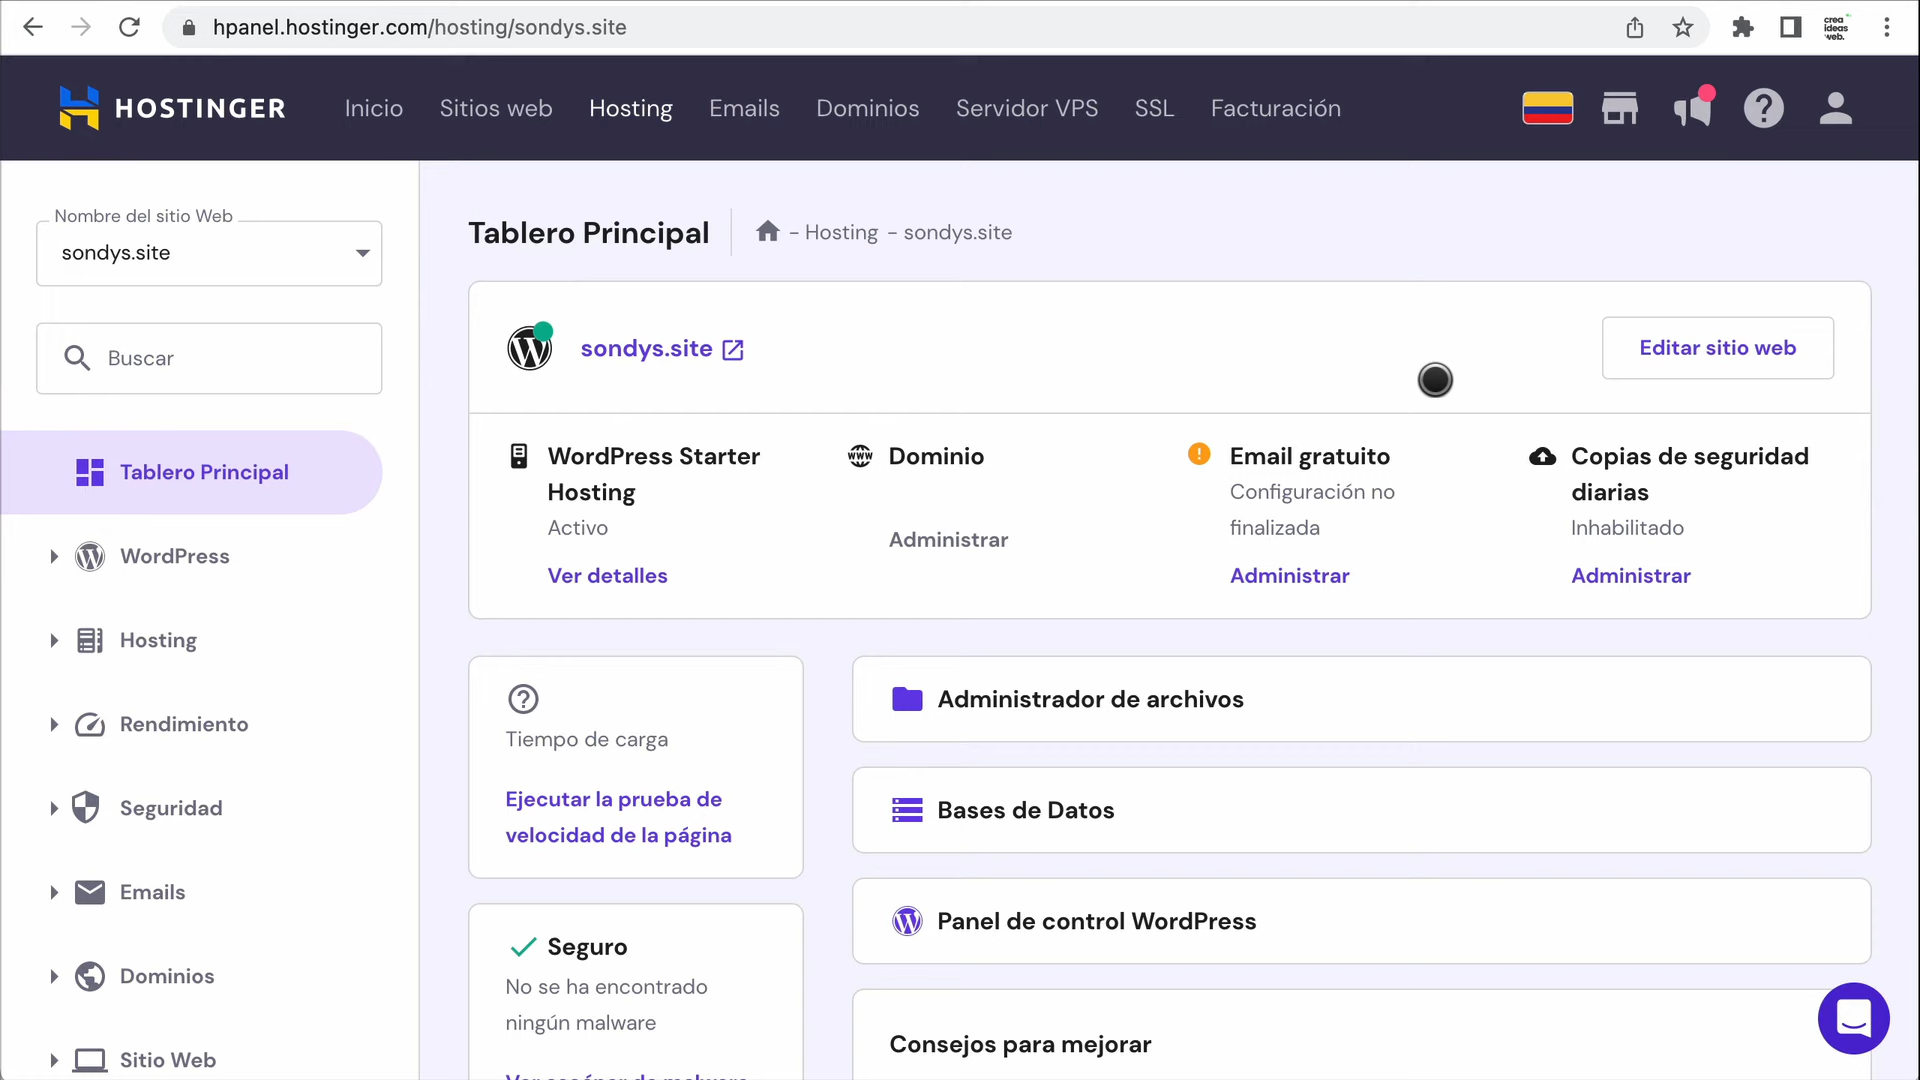 hpanel.hostinger.com/hosting/sondys.site
crea
ideas
web.
HOSTINGER
Inicio
Sitios web
Hosting
Emails
Dominios
Servidor VPS
SSL
Facturación
Nombre del sitio Web
sondys.site
Buscar
Tablero Principal
WordPress
Hosting
Rendimiento
Seguridad
Emails
Dominios
Sitio Web
Tablero Principal
- Hosting - sondys.site
sondys.site
Editar sitio web
WordPress Starter
Hosting
Activo
Ver detalles
Dominio
Administrar
Email gratuito
Configuración no
finalizada
Administrar
Copias de seguridad
diarias
Inhabilitado
Administrar
Tiempo de carga
Ejecutar la prueba de
velocidad de la página
Seguro
No se ha encontrado
ningún malware
Administrador de archivos
Bases de Datos
Panel de control WordPress
Consejos para mejorar